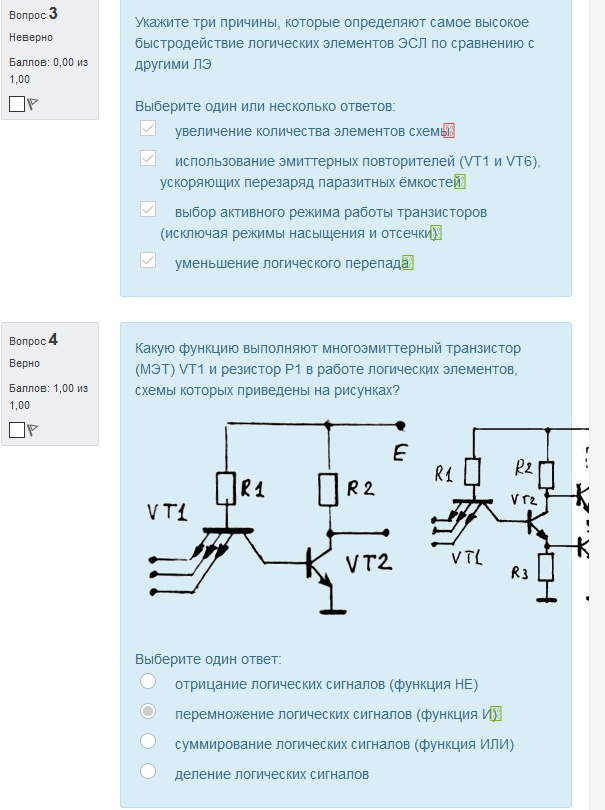 Вопрос 3
Неверно
Баллов: 0,00 из
1,00
Укажите три причины, которые определяют самое высокое
быстродействие логических элементов ЭСЛ по сравнению с
другими ЛЭ
Выберите один или несколько ответов:
увеличение количества элементов схемы
использование эмиттерных повторителей (VT1 и VT6),
ускоряющих перезаряд паразитных ёмкостей
выбор активного режима работы транзисторов
(исключая режимы насыщения и отсечки)
уменьшение логического перепада
Вопрос 4
Верно
Баллов: 1,00 из
1,00
Какую функцию выполняют многоэмиттерный транзистор
(МЭТ) VT1 и резистор Р1 в работе логических элементов,
схемы которых приведены на рисунках?
E
R1
R2
VT1
VT2
R1
R2
VT2
VT1
R3
Выберите один ответ:
отрицание логических сигналов (функция НЕ)
перемножение логических сигналов (функция И)
суммирование логических сигналов (функция ИЛИ)
деление логических сигналов